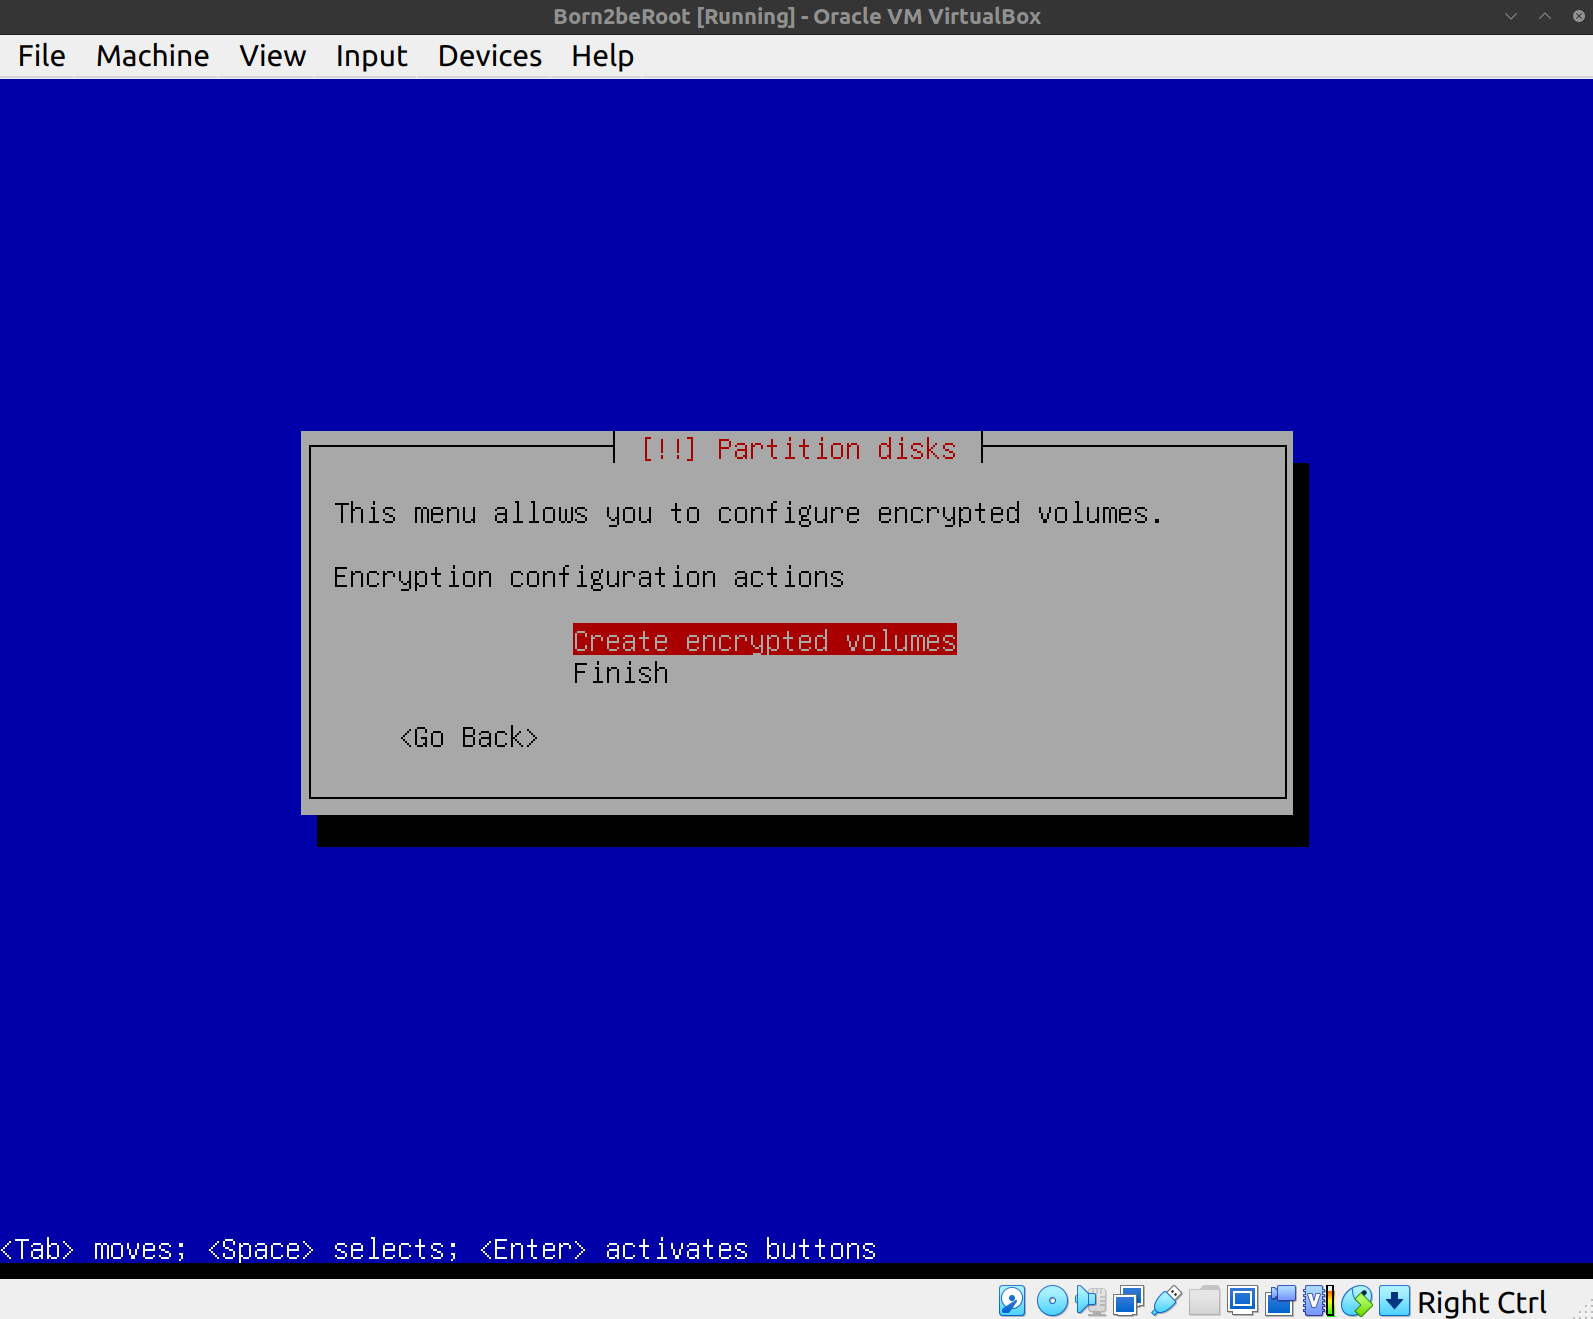 Born2beRoot [Running] - Oracle VM VirtualBox
File Machine View Input Devices Help
[!!] Partition disks
This menu allows you to configure encrypted volumes.
Encryption configuration actions
Create encrypted volumes
Finish
<Go Back>
<Tab> moves; <Space> selects; <Enter> activates buttons
Right Ctrl